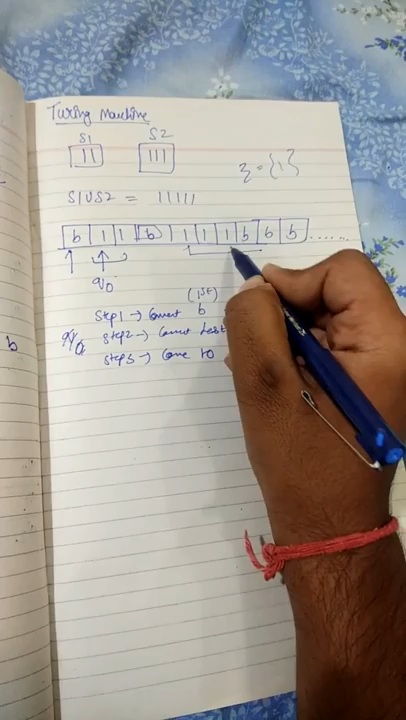 Turing Machine
S1 S2
11 111
Σ = {1}
S1US2 = 11111
b 1 1 b 1 1 1 b b b ......
q0
(1st)
Step1 → Convert b
q0 Step2 → Convert last
Step3 → Come to
b